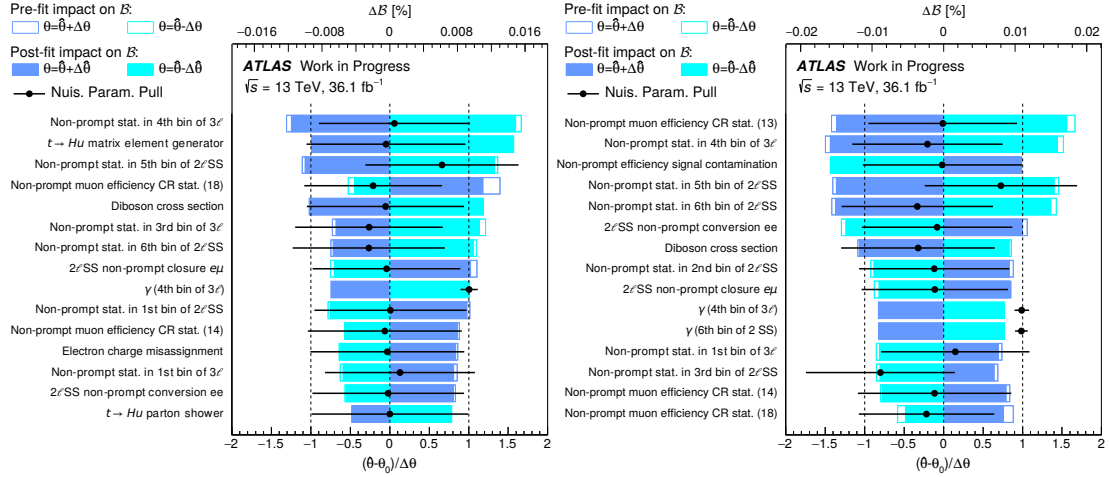 Pre-fit impact on ℬ:
θ=θ̂+Δθ θ=θ̂-Δθ
Post-fit impact on ℬ:
θ=θ̂+Δθ̂ θ=θ̂-Δθ̂
Nuis. Param. Pull
Δℬ [%]
−0.016 −0.008 0 0.008 0.016
ATLAS Work in Progress
√s = 13 TeV, 36.1 fb⁻¹
Non-prompt stat. in 4th bin of 3ℓ
t→ Hu matrix element generator
Non-prompt stat. in 5th bin of 2ℓSS
Non-prompt muon efficiency CR stat. (18)
Diboson cross section
Non-prompt stat. in 3rd bin of 3ℓ
Non-prompt stat. in 6th bin of 2ℓSS
2ℓSS non-prompt closure eμ
γ (4th bin of 3ℓ)
Non-prompt stat. in 1st bin of 2ℓSS
Non-prompt muon efficiency CR stat. (14)
Electron charge misassignment
Non-prompt stat. in 1st bin of 3ℓ
2ℓSS non-prompt conversion ee
t→ Hu parton shower
−2 −1.5 −1 −0.5 0 0.5 1 1.5 2
(θ̂-θ₀)/Δθ
Pre-fit impact on ℬ:
θ=θ̂+Δθ θ=θ̂-Δθ
Post-fit impact on ℬ:
θ=θ̂+Δθ̂ θ=θ̂-Δθ̂
Nuis. Param. Pull
Δℬ [%]
−0.02 −0.01 0 0.01 0.02
ATLAS Work in Progress
√s = 13 TeV, 36.1 fb⁻¹
Non-prompt muon efficiency CR stat. (13)
Non-prompt stat. in 4th bin of 3ℓ
Non-prompt efficiency signal contamination
Non-prompt stat. in 5th bin of 2ℓSS
Non-prompt stat. in 6th bin of 2ℓSS
2ℓSS non-prompt conversion ee
Diboson cross section
Non-prompt stat. in 2nd bin of 2ℓSS
2ℓSS non-prompt closure eμ
γ (4th bin of 3ℓ)
γ (6th bin of 2 SS)
Non-prompt stat. in 1st bin of 3ℓ
Non-prompt stat. in 3rd bin of 2ℓSS
Non-prompt muon efficiency CR stat. (14)
Non-prompt muon efficiency CR stat. (18)
−2 −1.5 −1 −0.5 0 0.5 1 1.5 2
(θ̂-θ₀)/Δθ